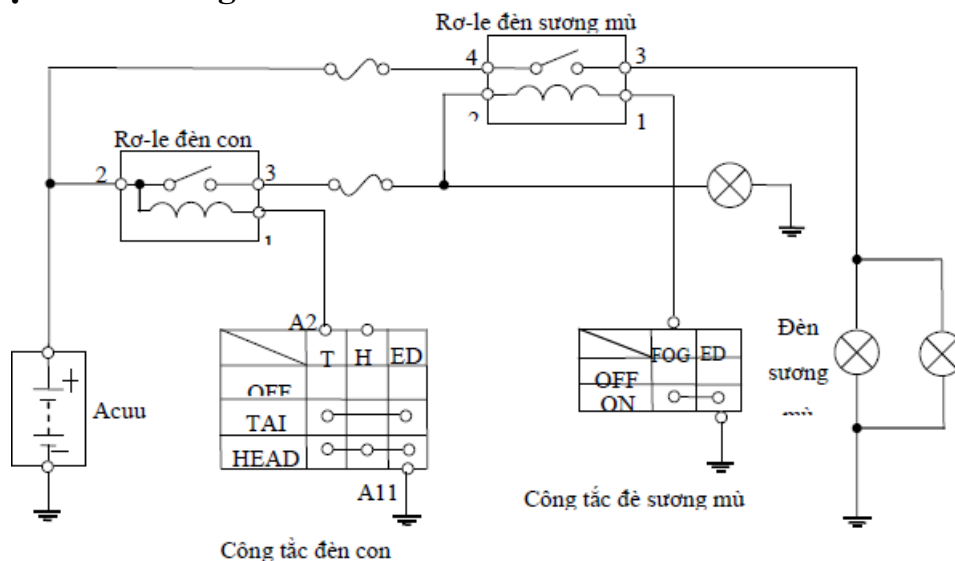 Rơ-le đèn sương mù
4 3
2 1
Rơ-le đèn con
2 3
1
A2
T H ED
OFF
TAI
HEAD
A11
Công tắc đèn con
+
-
Acuu
FOG ED
OFF
ON
Công tắc đè sương mù
Đèn
sương
mù